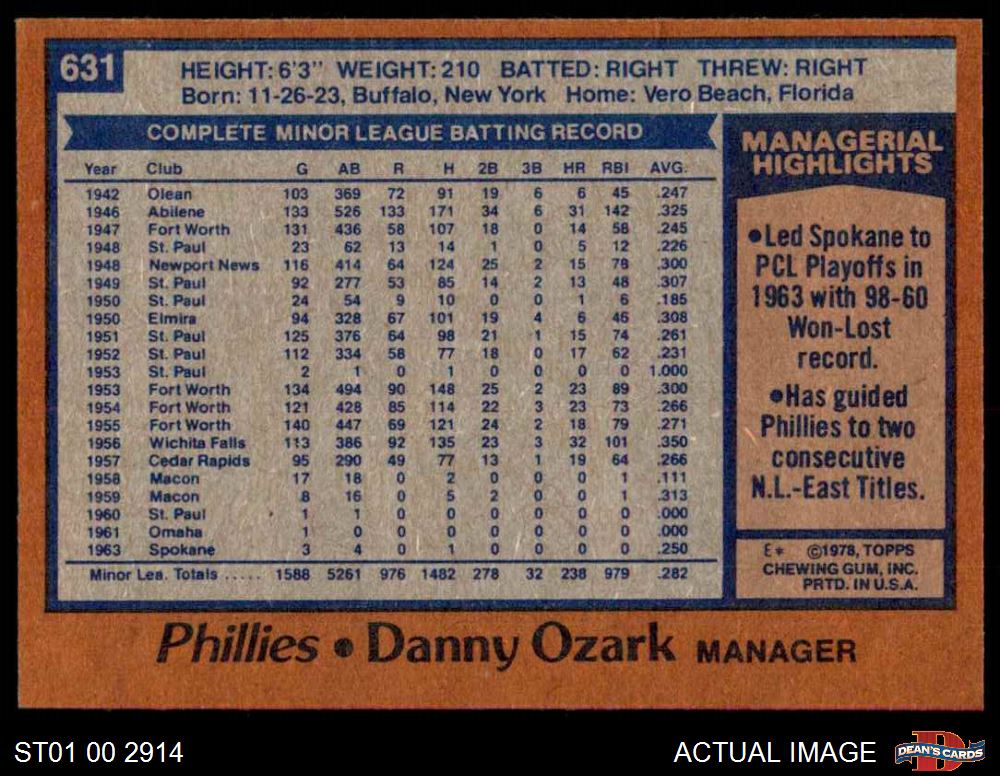 631
HEIGHT: 6'3" WEIGHT: 210 BATTED: RIGHT THREW: RIGHT
Born: 11-26-23, Buffalo, New York Home: Vero Beach, Florida
COMPLETE MINOR LEAGUE BATTING RECORD
Year Club G AB R H 2B 3B HR RBI AVG.
1942 Olean 103 369 72 91 19 6 6 45 .247
1946 Abilene 133 526 133 171 34 6 31 142 .325
1947 Fort Worth 131 436 58 107 18 0 14 58 .245
1948 St. Paul 23 62 13 14 1 0 5 12 .226
1948 Newport News 116 414 64 124 25 2 15 78 .300
1949 St. Paul 92 277 53 85 14 2 13 48 .307
1950 St. Paul 24 54 9 10 0 0 1 6 .185
1950 Elmira 94 328 67 101 19 4 6 46 .308
1951 St. Paul 125 376 64 98 21 1 15 74 .261
1952 St. Paul 112 334 58 77 18 0 17 62 .231
1953 St. Paul 2 1 0 1 0 0 0 0 1.000
1953 Fort Worth 134 494 90 148 25 2 23 89 .300
1954 Fort Worth 121 428 85 114 22 3 23 73 .266
1955 Fort Worth 140 447 69 121 24 2 18 79 .271
1956 Wichita Falls 113 386 92 135 23 3 32 101 .350
1957 Cedar Rapids 95 290 49 77 13 1 19 64 .266
1958 Macon 17 18 0 2 0 0 0 1 .111
1959 Macon 8 16 0 5 2 0 0 1 .313
1960 St. Paul 1 1 0 0 0 0 0 0 .000
1961 Omaha 1 0 0 0 0 0 0 0 .000
1963 Spokane 3 4 0 1 0 0 0 0 .250
Minor Lea. Totals ..... 1588 5261 976 1482 278 32 238 979 .282
MANAGERIAL
HIGHLIGHTS
•Led Spokane to
PCL Playoffs in
1963 with 98-60
Won-Lost
record.
•Has guided
Phillies to two
consecutive
N.L.-East Titles.
E* ©1978, TOPPS
CHEWING GUM, INC.
PRTD. IN U.S.A.
Phillies • Danny Ozark MANAGER
ST01 00 2914
ACTUAL IMAGE
D
DEAN'S CARDS